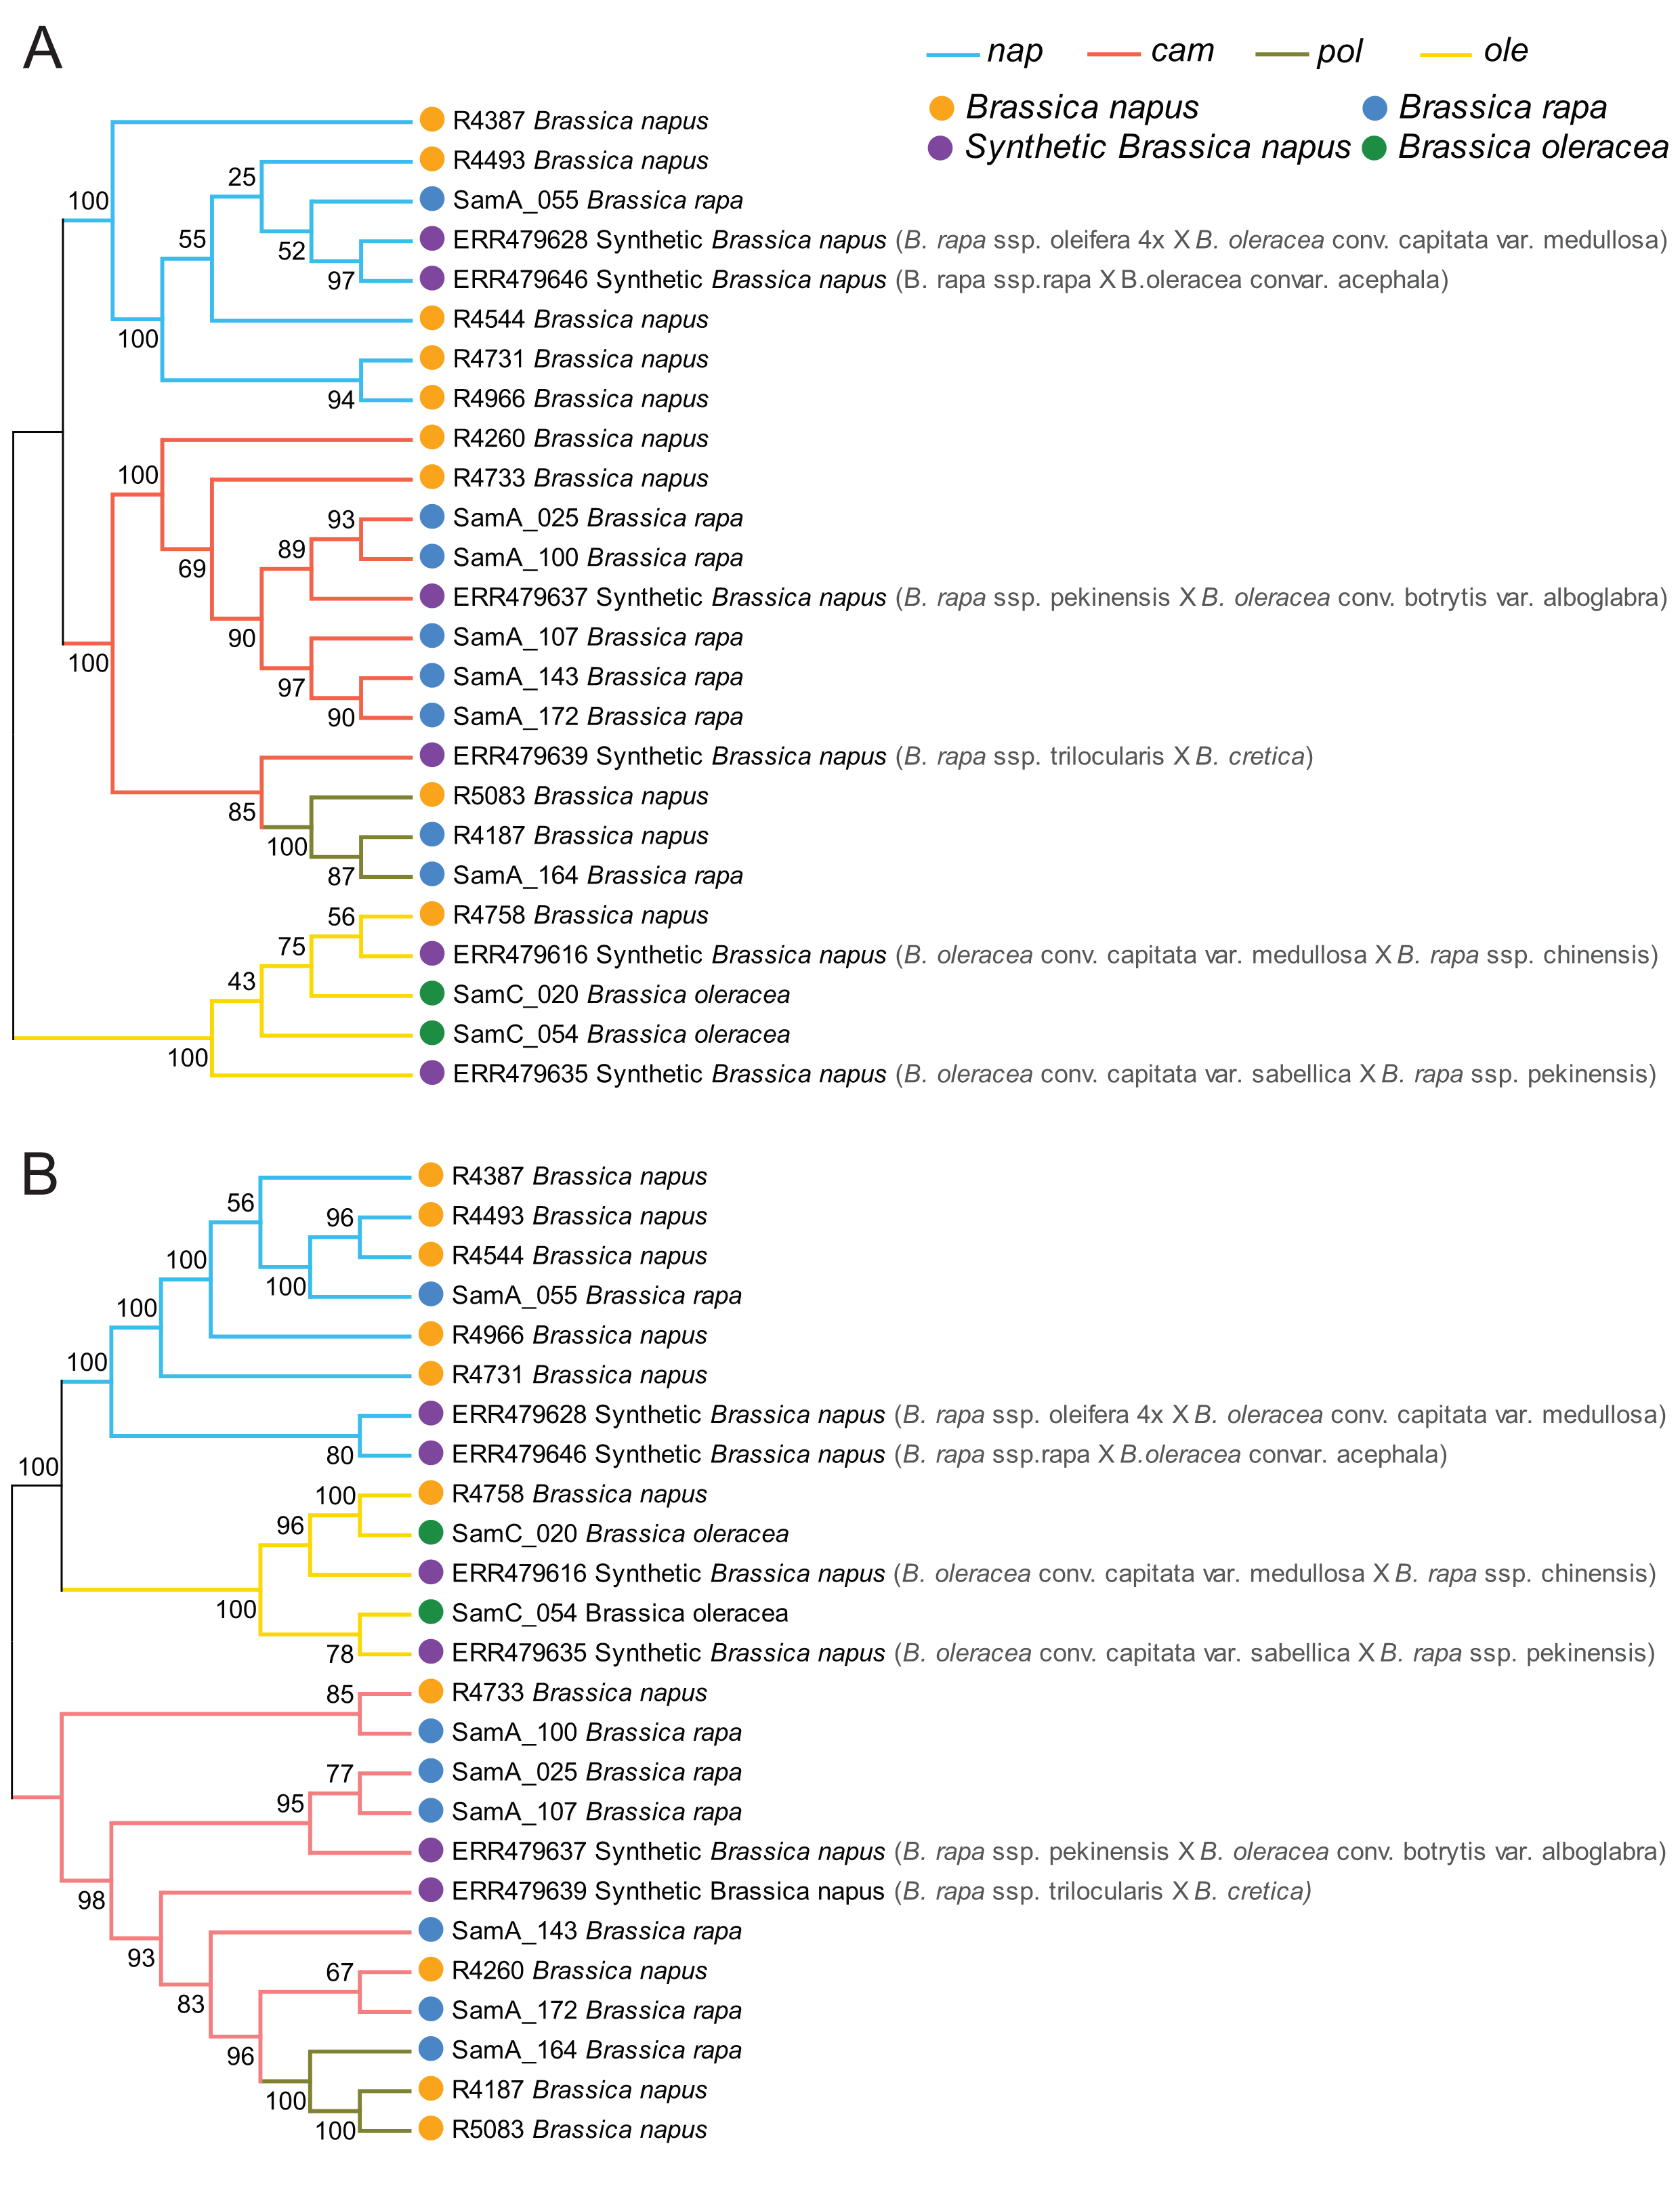 A
nap cam pol ole
Brassica napus Brassica rapa
Synthetic Brassica napus Brassica oleracea
R4387 Brassica napus
R4493 Brassica napus
25
SamA_055 Brassica rapa
100
ERR479628 Synthetic Brassica napus (B. rapa ssp. oleifera 4x X B. oleracea conv. capitata var. medullosa)
55
52
ERR479646 Synthetic Brassica napus (B. rapa ssp.rapa X B.oleracea convar. acephala)
97
R4544 Brassica napus
100
R4731 Brassica napus
R4966 Brassica napus
94
R4260 Brassica napus
100
R4733 Brassica napus
SamA_025 Brassica rapa
93
SamA_100 Brassica rapa
89
69
ERR479637 Synthetic Brassica napus (B. rapa ssp. pekinensis X B. oleracea conv. botrytis var. alboglabra)
SamA_107 Brassica rapa
90
100
SamA_143 Brassica rapa
97
SamA_172 Brassica rapa
90
ERR479639 Synthetic Brassica napus (B. rapa ssp. trilocularis X B. cretica)
R5083 Brassica napus
85
R4187 Brassica napus
100
SamA_164 Brassica rapa
87
R4758 Brassica napus
56
ERR479616 Synthetic Brassica napus (B. oleracea conv. capitata var. medullosa X B. rapa ssp. chinensis)
75
43
SamC_020 Brassica oleracea
SamC_054 Brassica oleracea
100
ERR479635 Synthetic Brassica napus (B. oleracea conv. capitata var. sabellica X B. rapa ssp. pekinensis)
B
R4387 Brassica napus
56
R4493 Brassica napus
96
R4544 Brassica napus
100
100
SamA_055 Brassica rapa
100
R4966 Brassica napus
100
R4731 Brassica napus
ERR479628 Synthetic Brassica napus (B. rapa ssp. oleifera 4x X B. oleracea conv. capitata var. medullosa)
ERR479646 Synthetic Brassica napus (B. rapa ssp.rapa X B.oleracea convar. acephala)
80
100
R4758 Brassica napus
100
96
SamC_020 Brassica oleracea
ERR479616 Synthetic Brassica napus (B. oleracea conv. capitata var. medullosa X B. rapa ssp. chinensis)
100
SamC_054 Brassica oleracea
ERR479635 Synthetic Brassica napus (B. oleracea conv. capitata var. sabellica X B. rapa ssp. pekinensis)
78
R4733 Brassica napus
85
SamA_100 Brassica rapa
SamA_025 Brassica rapa
77
95
SamA_107 Brassica rapa
ERR479637 Synthetic Brassica napus (B. rapa ssp. pekinensis X B. oleracea conv. botrytis var. alboglabra)
98
ERR479639 Synthetic Brassica napus (B. rapa ssp. trilocularis X B. cretica)
SamA_143 Brassica rapa
93
R4260 Brassica napus
67
83
SamA_172 Brassica rapa
SamA_164 Brassica rapa
96
R4187 Brassica napus
100
R5083 Brassica napus
100